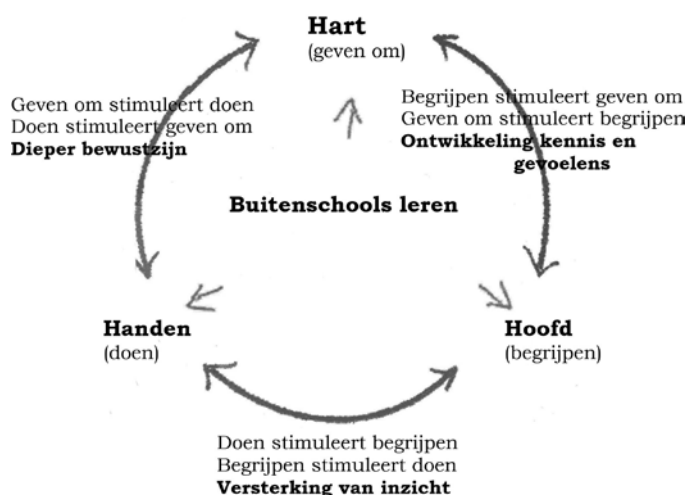 Hart
(geven om)
Geven om stimuleert doen
Doen stimuleert geven om
Dieper bewustzijn
Begrijpen stimuleert geven om
Geven om stimuleert begrijpen
Ontwikkeling kennis en
gevoelens
Buitenschools leren
Handen
(doen)
Hoofd
(begrijpen)
Doen stimuleert begrijpen
Begrijpen stimuleert doen
Versterking van inzicht